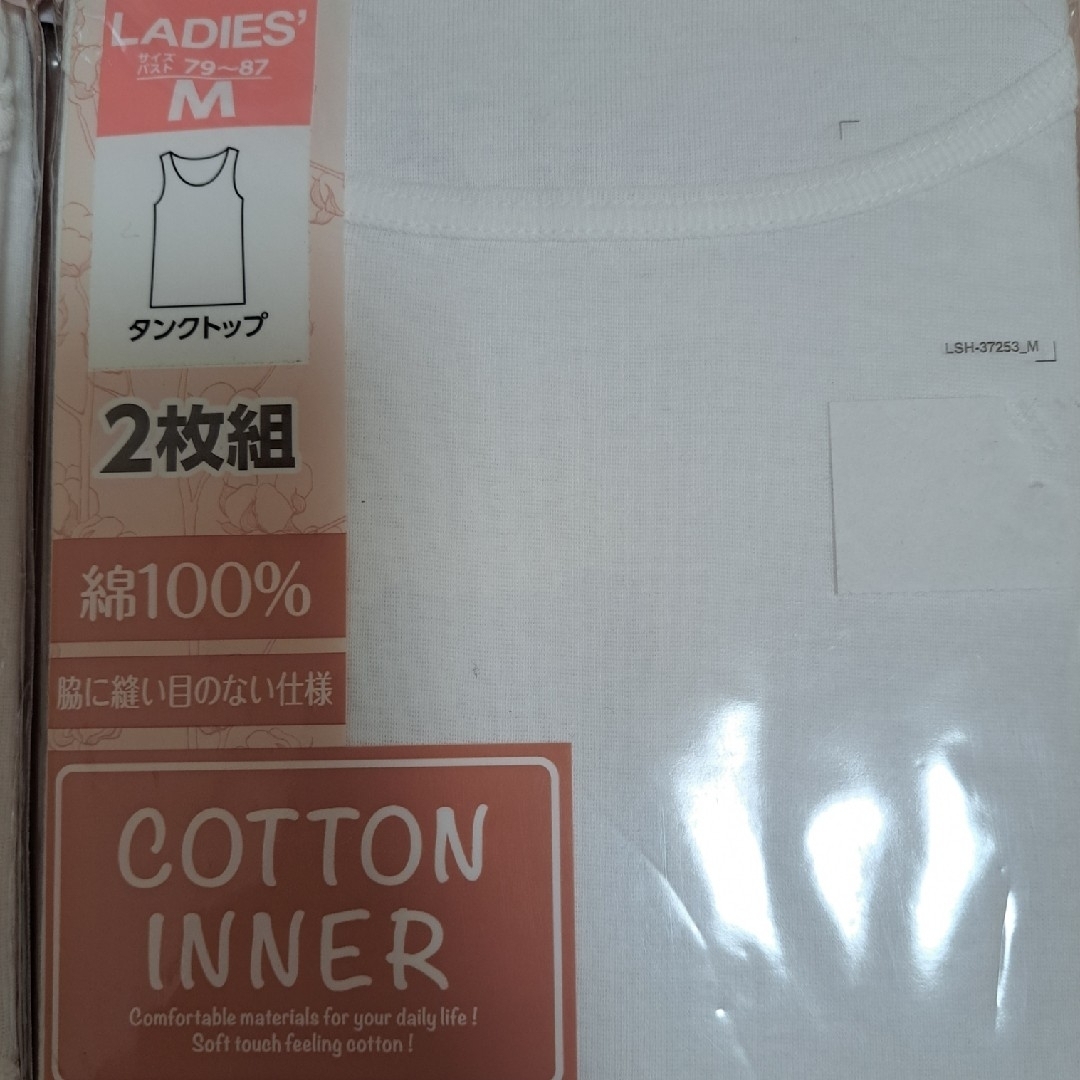 LADIES'
サイズ
バスト 79〜87
M
タンクトップ
2枚組
綿100%
脇に縫い目のない仕様
COTTON
INNER
Comfortable materials for your daily life !
Soft touch feeling cotton !
LSH-37253_M